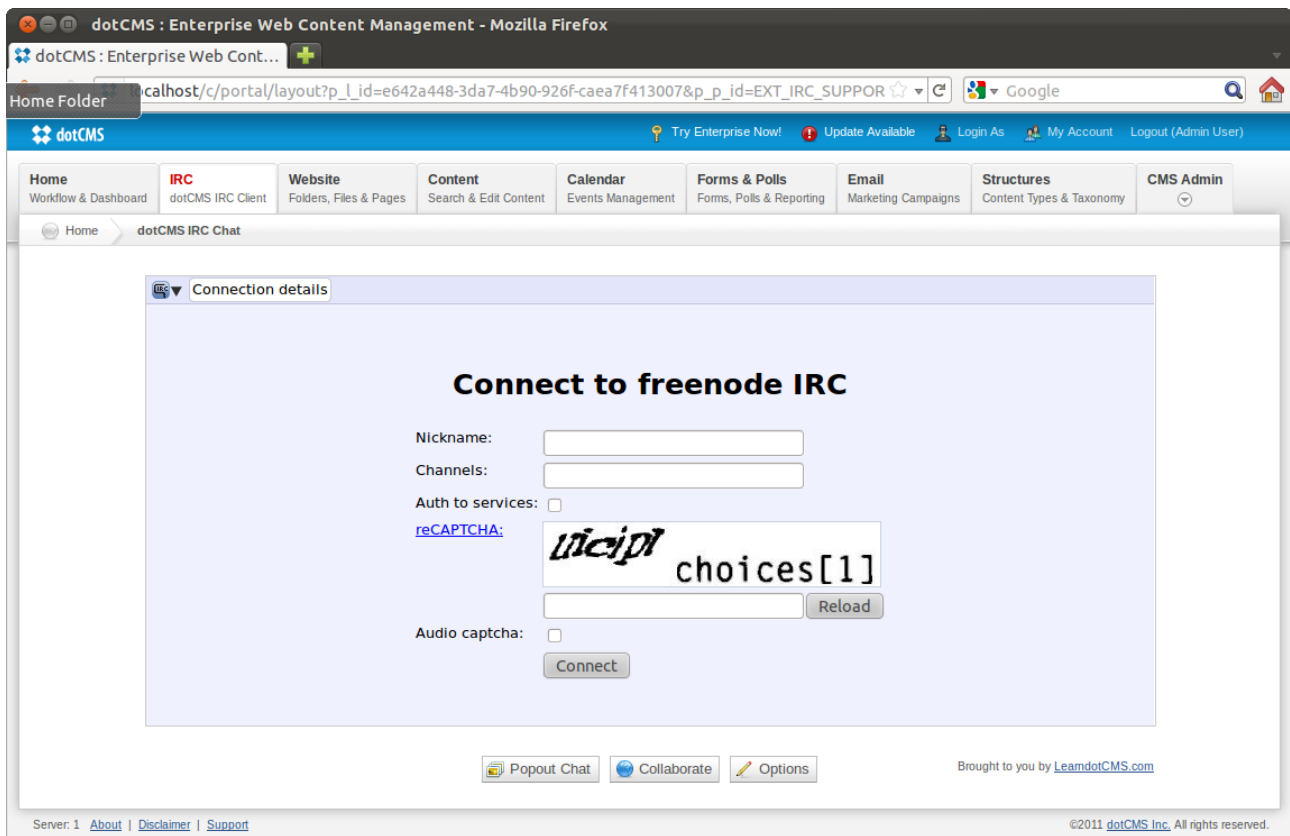 dotCMS : Enterprise Web Content Management - Mozilla Firefox
dotCMS : Enterprise Web Cont...
localhost/c/portal/layout?p_l_id=e642a448-3da7-4b90-926f-caea7f413007&p_p_id=EXT_IRC_SUPPOR Google
Home Folder
dotCMS Try Enterprise Now! Update Available Login As My Account Logout (Admin User)
Home IRC Website Content Calendar Forms & Polls Email Structures CMS Admin
Workflow & Dashboard dotCMS IRC Client Folders, Files & Pages Search & Edit Content Events Management Forms, Polls & Reporting Marketing Campaigns Content Types & Taxonomy
Home dotCMS IRC Chat
IRC Connection details
Connect to freenode IRC
Nickname:
Channels:
Auth to services:
reCAPTCHA:
choices[1]
Reload
Audio captcha:
Connect
Popout Chat Collaborate Options Brought to you by LearndotCMS.com
Server: 1 About | Disclaimer | Support ©2011 dotCMS Inc. All rights reserved.